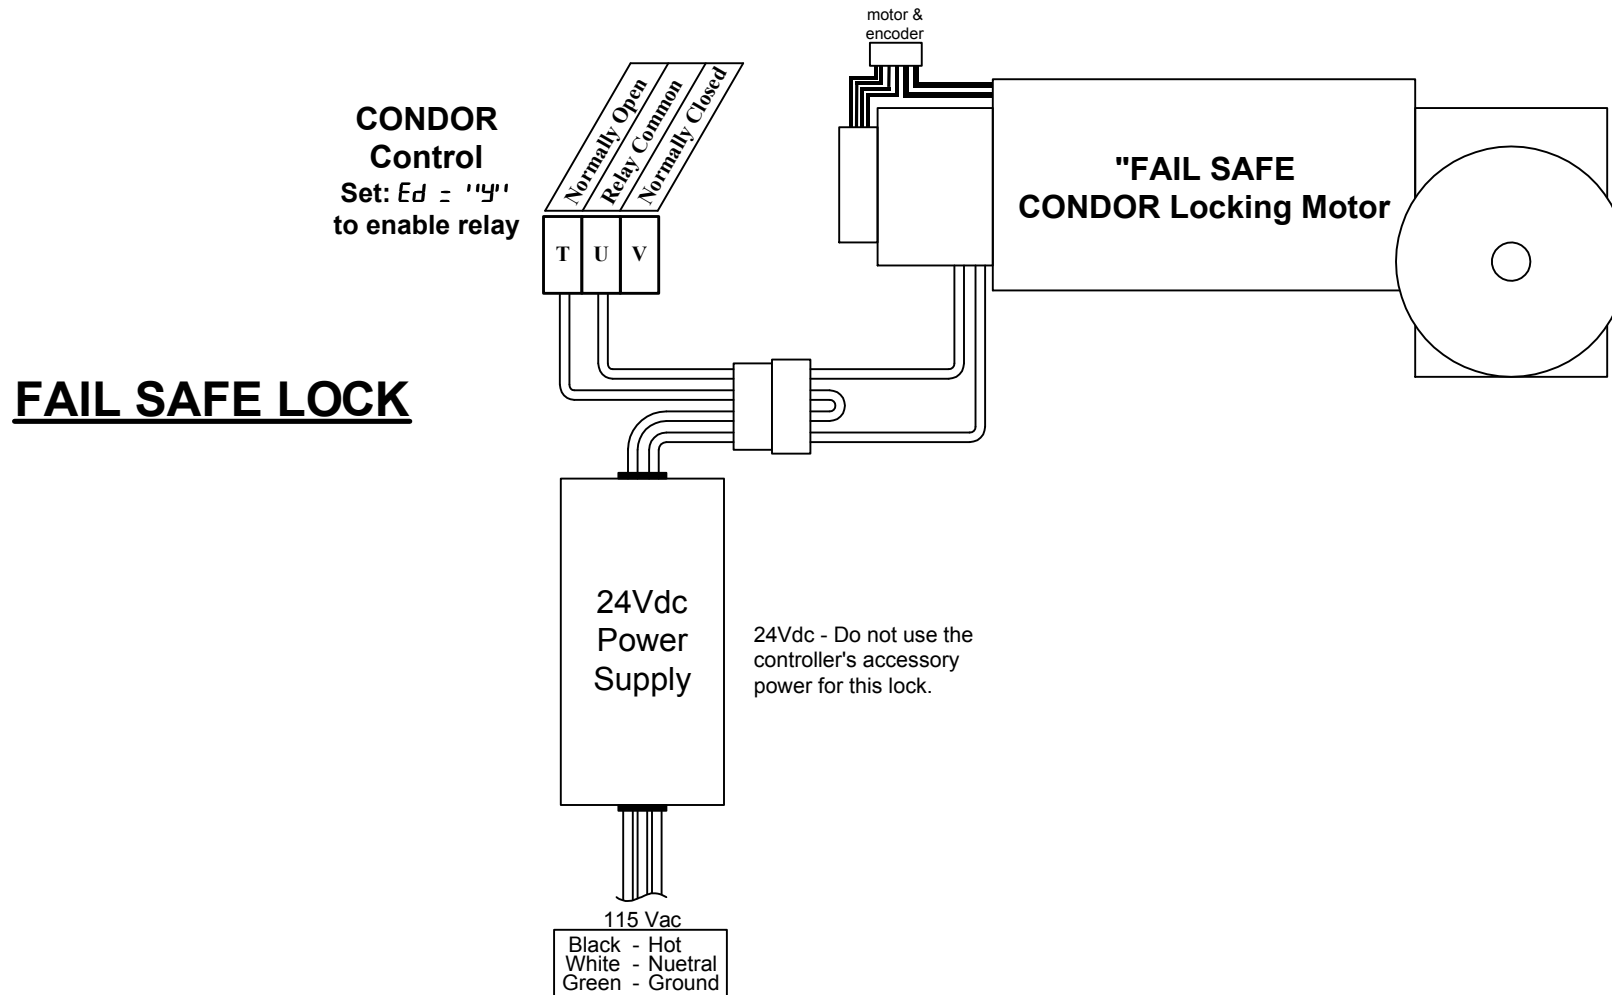 motor &
encoder
CONDOR
Control
Set: Ed = "y"
to enable relay
Normally Open
Relay Common
Normally Closed
T U V
"FAIL SAFE
CONDOR Locking Motor
FAIL SAFE LOCK
24Vdc
Power
Supply
24Vdc - Do not use the
controller's accessory
power for this lock.
115 Vac
Black - Hot
White - Nuetral
Green - Ground